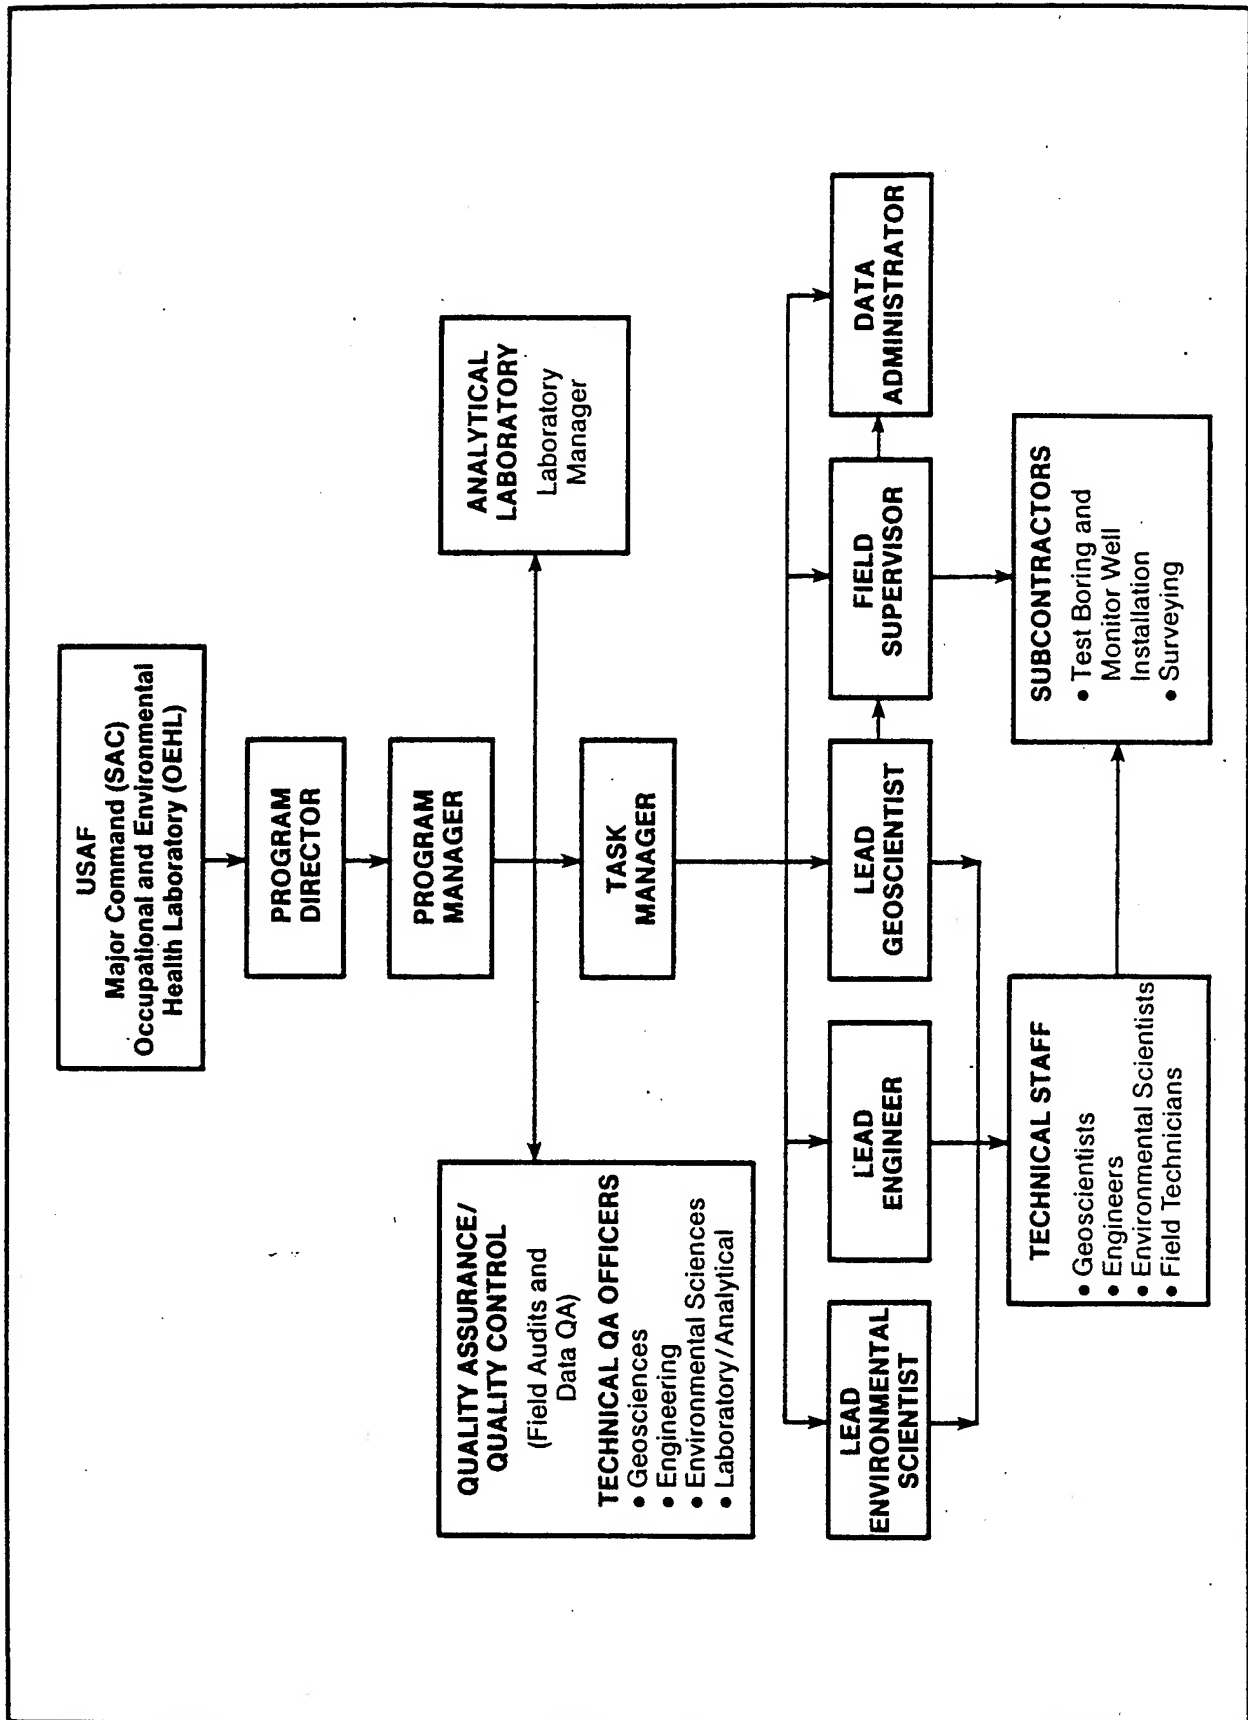 USAF
Major Command (SAC)
Occupational and Environmental
Health Laboratory (OEHL)
PROGRAM
DIRECTOR
PROGRAM
MANAGER
QUALITY ASSURANCE/
QUALITY CONTROL
(Field Audits and
Data QA)
TECHNICAL QA OFFICERS
• Geosciences
• Engineering
• Environmental Sciences
• Laboratory/Analytical
ANALYTICAL
LABORATORY
Laboratory
Manager
TASK
MANAGER
LEAD
ENVIRONMENTAL
SCIENTIST
LEAD
ENGINEER
LEAD
GEOSCIENTIST
FIELD
SUPERVISOR
DATA
ADMINISTRATOR
TECHNICAL STAFF
• Geoscientists
• Engineers
• Environmental Scientists
• Field Technicians
SUBCONTRACTORS
• Test Boring and
Monitor Well
Installation
• Surveying